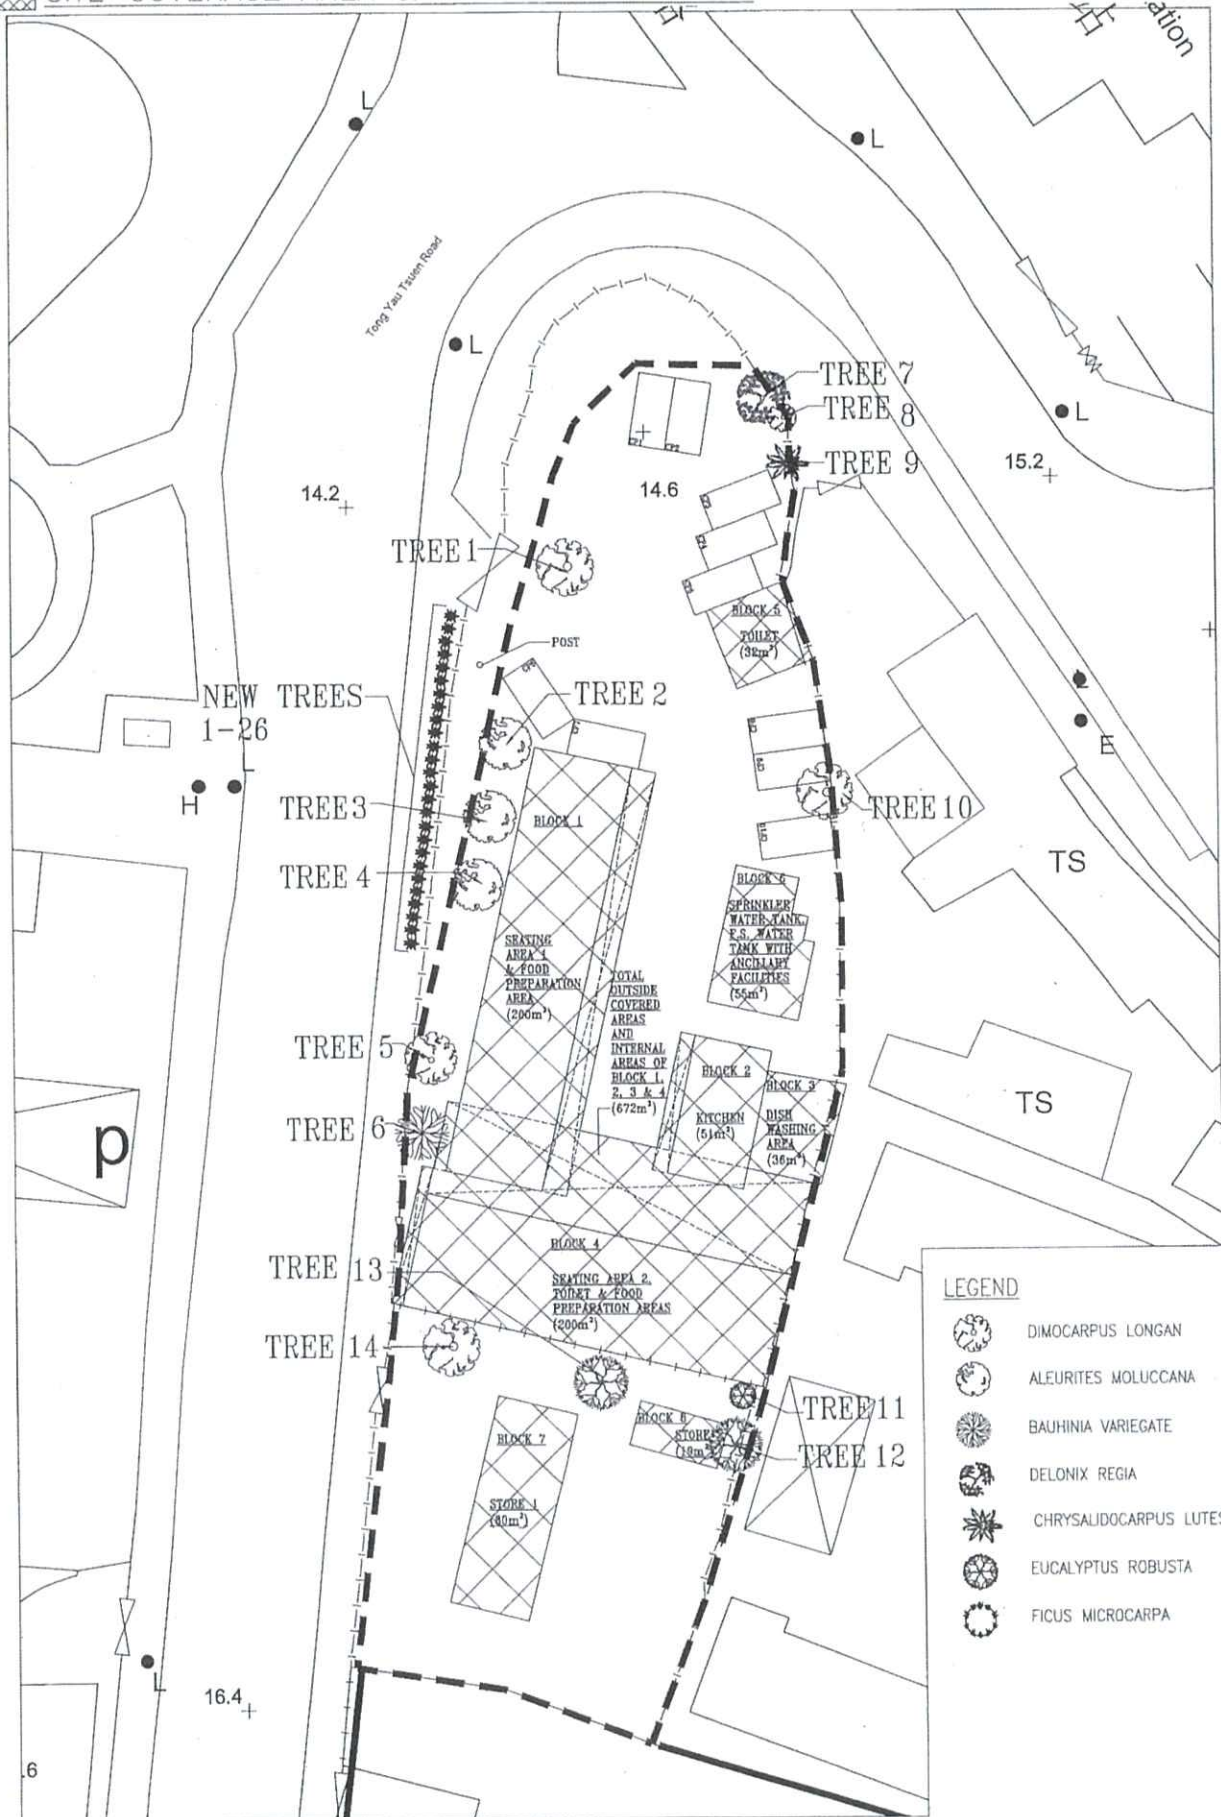 ation
L
L
Tong Yau Tsuen Road
L
TREE 7
TREE 8
L
TREE 9
15.2
14.2
14.6
TREE 1
BLOCK 5
TOILET
(32m²)
POST
NEW TREES
1-26
TREE 2
L
E
H
L
TREE 3
BLOCK 1
TREE 10
TS
TREE 4
BLOCK 6
SPRINKLER
WATER TANK,
F.S. WATER
TANK WITH
ANCILLARY
FACILITIES
(55m²)
SEATING
AREA 1
& FOOD
PREPARATION
AREA
(200m²)
TOTAL
OUTSIDE
COVERED
AREAS
AND
INTERNAL
AREAS OF
BLOCK 1,
2, 3 & 4
(672m²)
TREE 5
BLOCK 2
KITCHEN
(51m²)
BLOCK 3
DISH
WASHING
AREA
(36m²)
TS
TREE 6
p
BLOCK 4
SEATING AREA 2,
TOILET & FOOD
PREPARATION AREAS
(200m²)
TREE 13
TREE 14
TREE 11
STORE
TREE 12
BLOCK 7
STORE 1
LEGEND
DIMOCARPUS LONGAN
ALEURITES MOLUCCANA
BAUHINIA VARIEGATE
DELONIX REGIA
CHRYSALIDOCARPUS LUTES
EUCALYPTUS ROBUSTA
FICUS MICROCARPA
L
16.4
.6